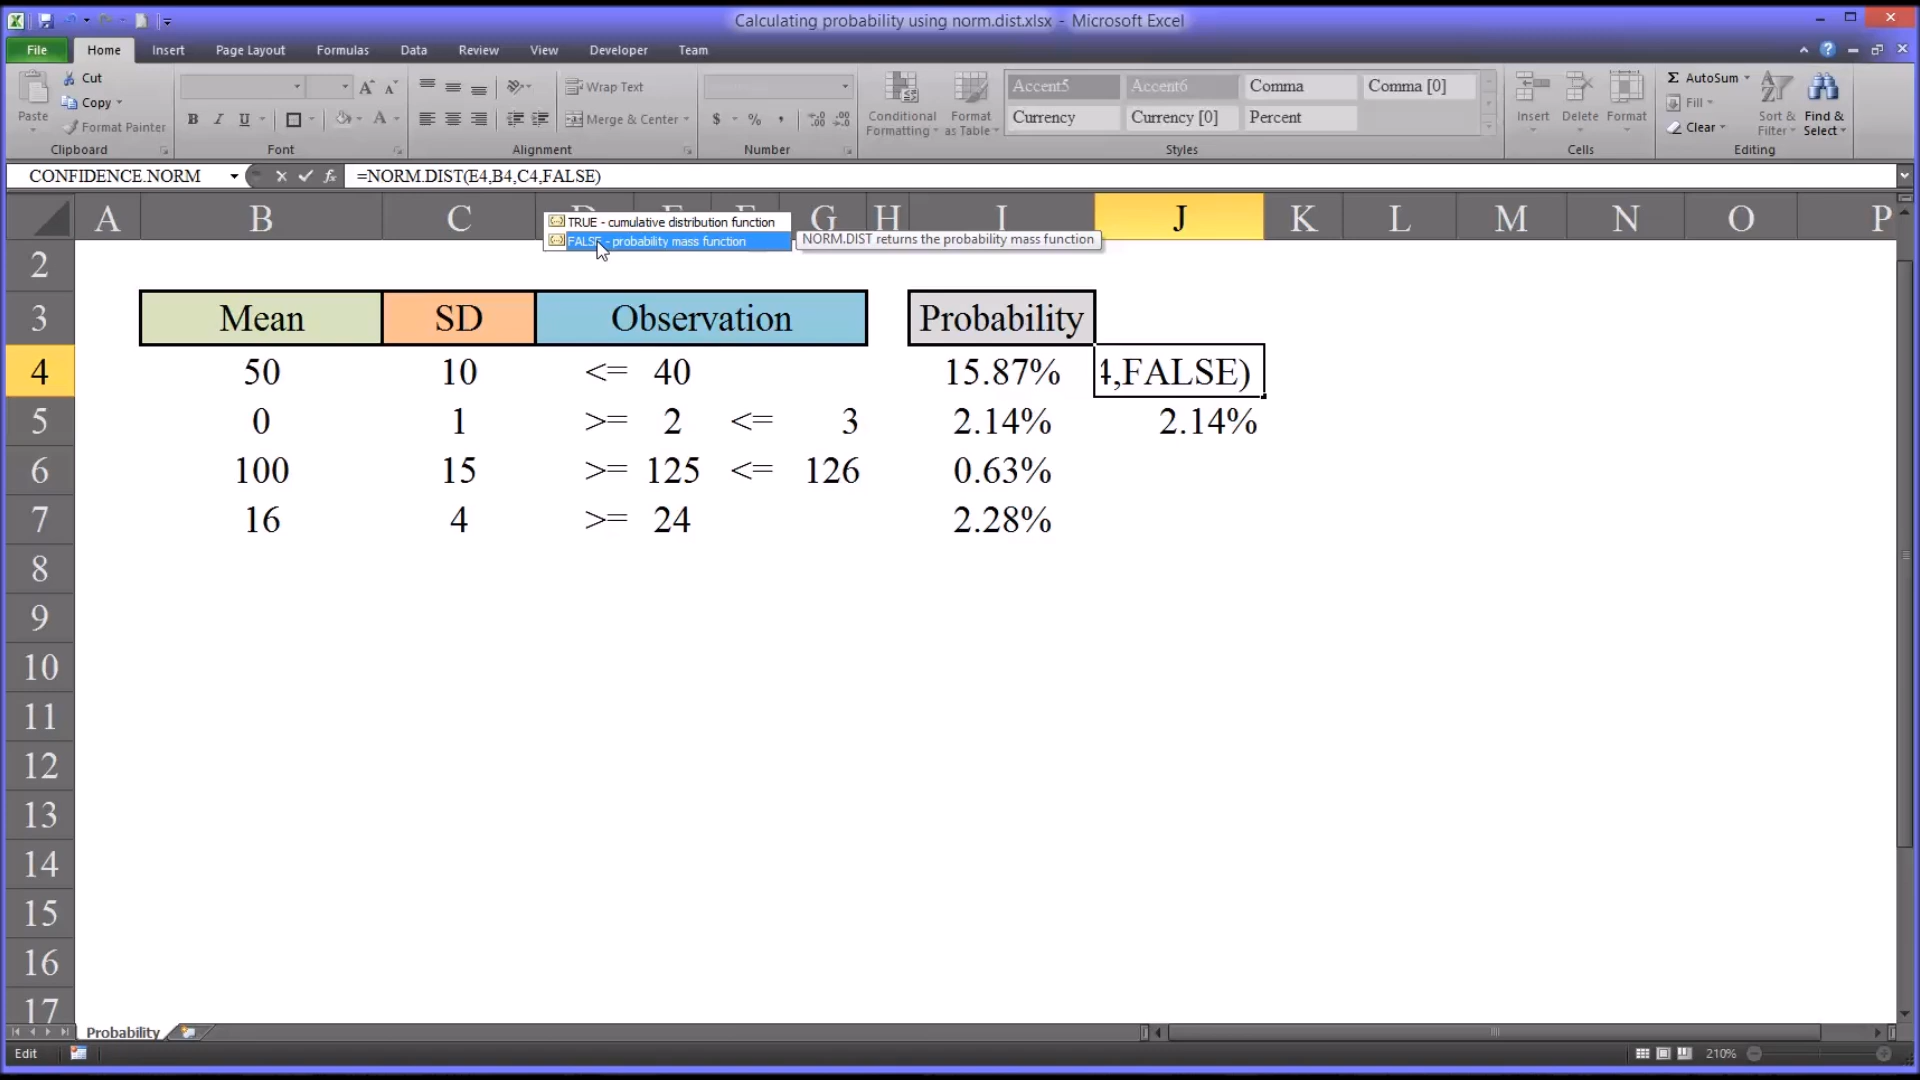 Calculating probability using norm.dist.xlsx - Microsoft Excel
File Home Insert Page Layout Formulas Data Review View Developer Team
Cut
Copy
Format Painter
Paste
Clipboard
B I U
Font
Wrap Text
Merge & Center
Alignment
$ % ,
Number
Conditional Formatting
Format as Table
Accent5 Accent6 Comma Comma [0]
Currency Currency [0] Percent
Styles
Insert Delete Format
Cells
Σ AutoSum
Fill
Clear
Sort & Filter
Find & Select
Editing
CONFIDENCE.NORM fx =NORM.DIST(E4,B4,C4,FALSE)
A B C G H I J K L M N O P
TRUE - cumulative distribution function
FALSE - probability mass function
NORM.DIST returns the probability mass function
2
3 Mean SD Observation Probability
4 50 10 <= 40 15.87% 4,FALSE)
5 0 1 >= 2 <= 3 2.14% 2.14%
6 100 15 >= 125 <= 126 0.63%
7 16 4 >= 24 2.28%
8
9
10
11
12
13
14
15
16
17
Probability
Edit 210%